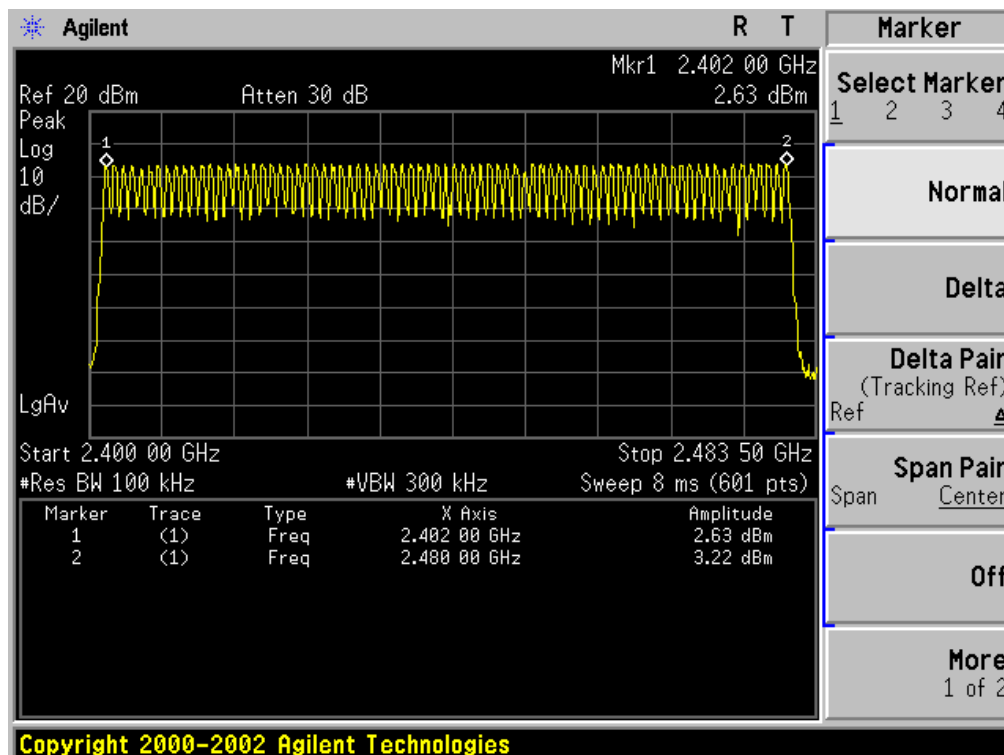 Agilent R T
Mkr1 2.402 00 GHz
Ref 20 dBm Atten 30 dB 2.63 dBm
Peak
Log
10
dB/
1
2
LgAv
Start 2.400 00 GHz Stop 2.483 50 GHz
#Res BW 100 kHz #VBW 300 kHz Sweep 8 ms (601 pts)
Marker Trace Type X Axis Amplitude
1 (1) Freq 2.402 00 GHz 2.63 dBm
2 (1) Freq 2.480 00 GHz 3.22 dBm
Copyright 2000-2002 Agilent Technologies
Marker
Select Marker
1 2 3 4
Normal
Delta
Delta Pair
(Tracking Ref)
Ref Δ
Span Pair
Span Center
Off
More
1 of 2